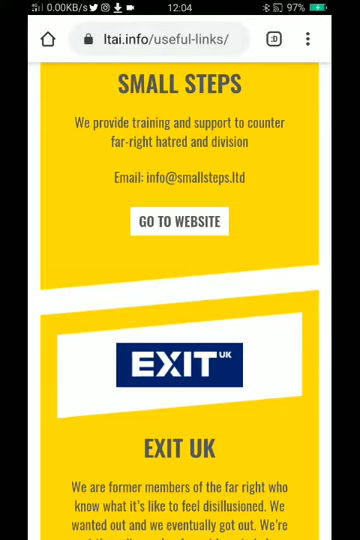 0.00KB/s 12:04 97%
ltai.info/useful-links/ :D
SMALL STEPS
We provide training and support to counter
far-right hatred and division
Email: info@smallsteps.ltd
GO TO WEBSITE
EXIT UK
EXIT UK
We are former members of the far right who
know what it's like to feel disillusioned. We
wanted out and we eventually got out. We're